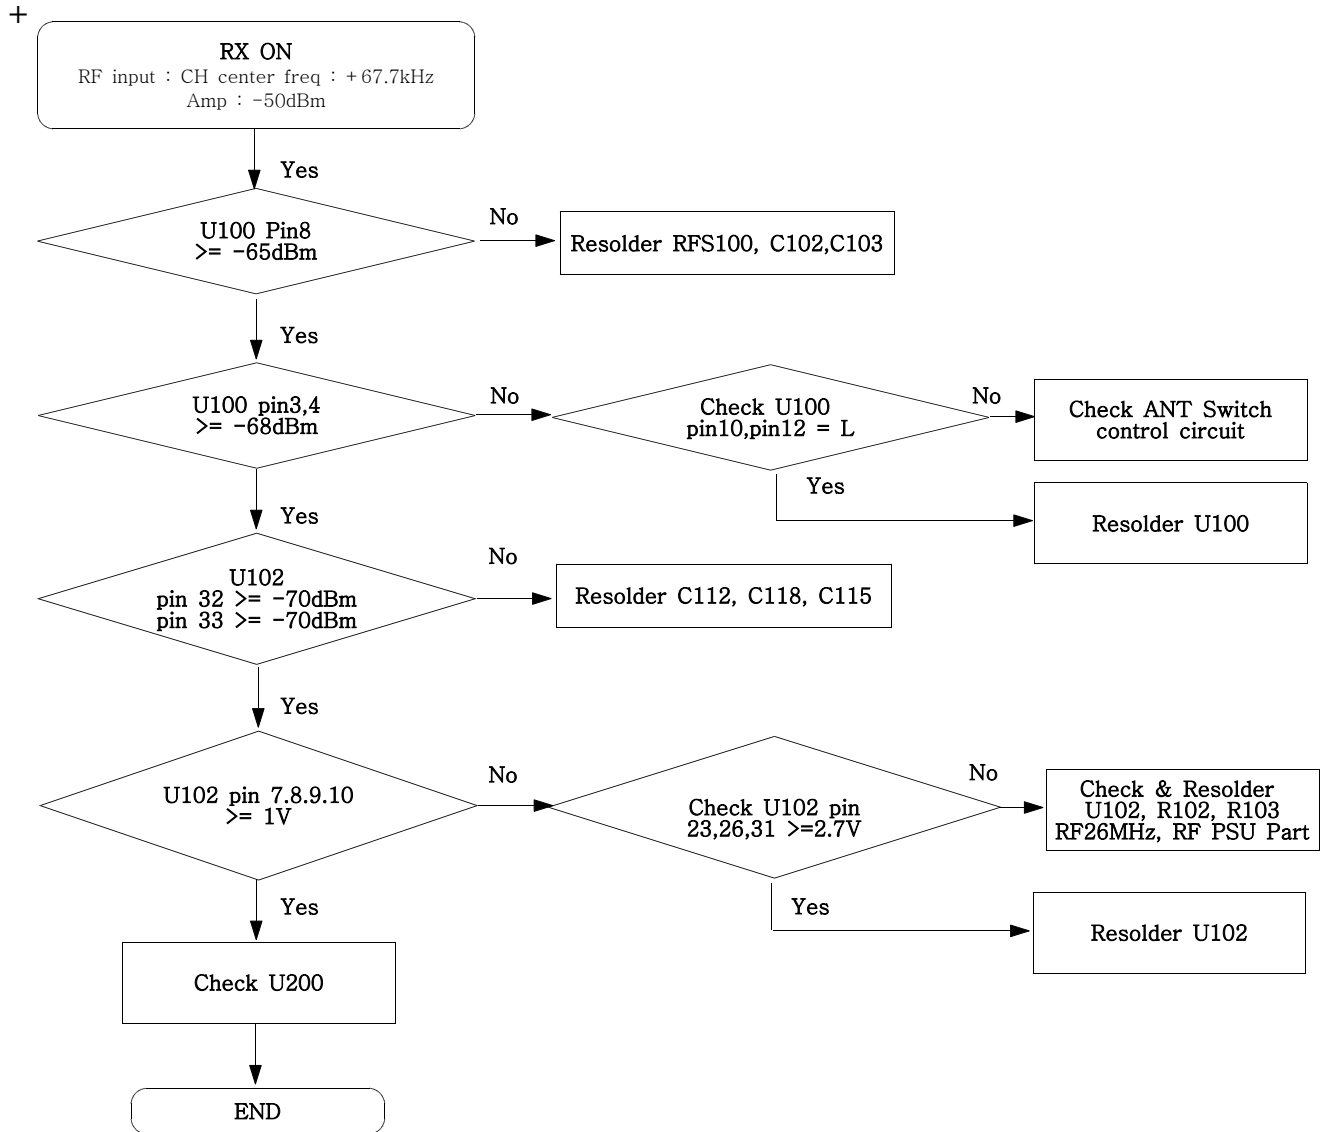 +
RX ON
RF input : CH center freq : +67.7kHz
Amp : -50dBm
Yes
U100 Pin8
>= -65dBm
No
Resolder RFS100, C102,C103
Yes
U100 pin3,4
>= -68dBm
No
Check U100
pin10,pin12 = L
No
Check ANT Switch
control circuit
Yes
Resolder U100
Yes
U102
pin 32 >= -70dBm
pin 33 >= -70dBm
No
Resolder C112, C118, C115
Yes
U102 pin 7.8.9.10
>= 1V
No
Check U102 pin
23,26,31 >=2.7V
No
Check & Resolder
U102, R102, R103
RF26MHz, RF PSU Part
Yes
Resolder U102
Yes
Check U200
END